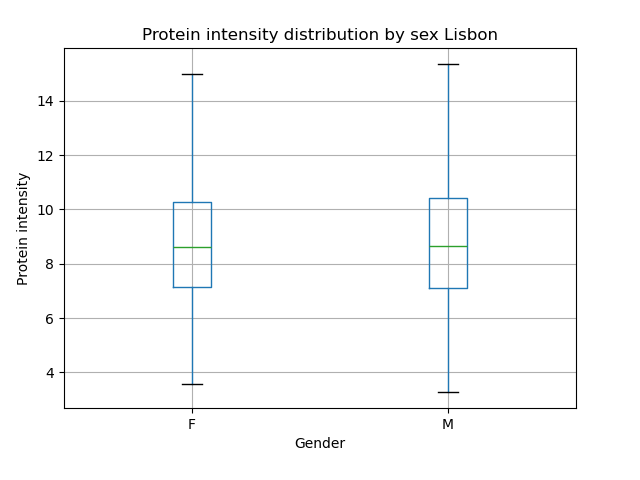 Protein intensity distribution by sex Lisbon
Protein intensity
14
12
10
8
6
4
F
M
Gender